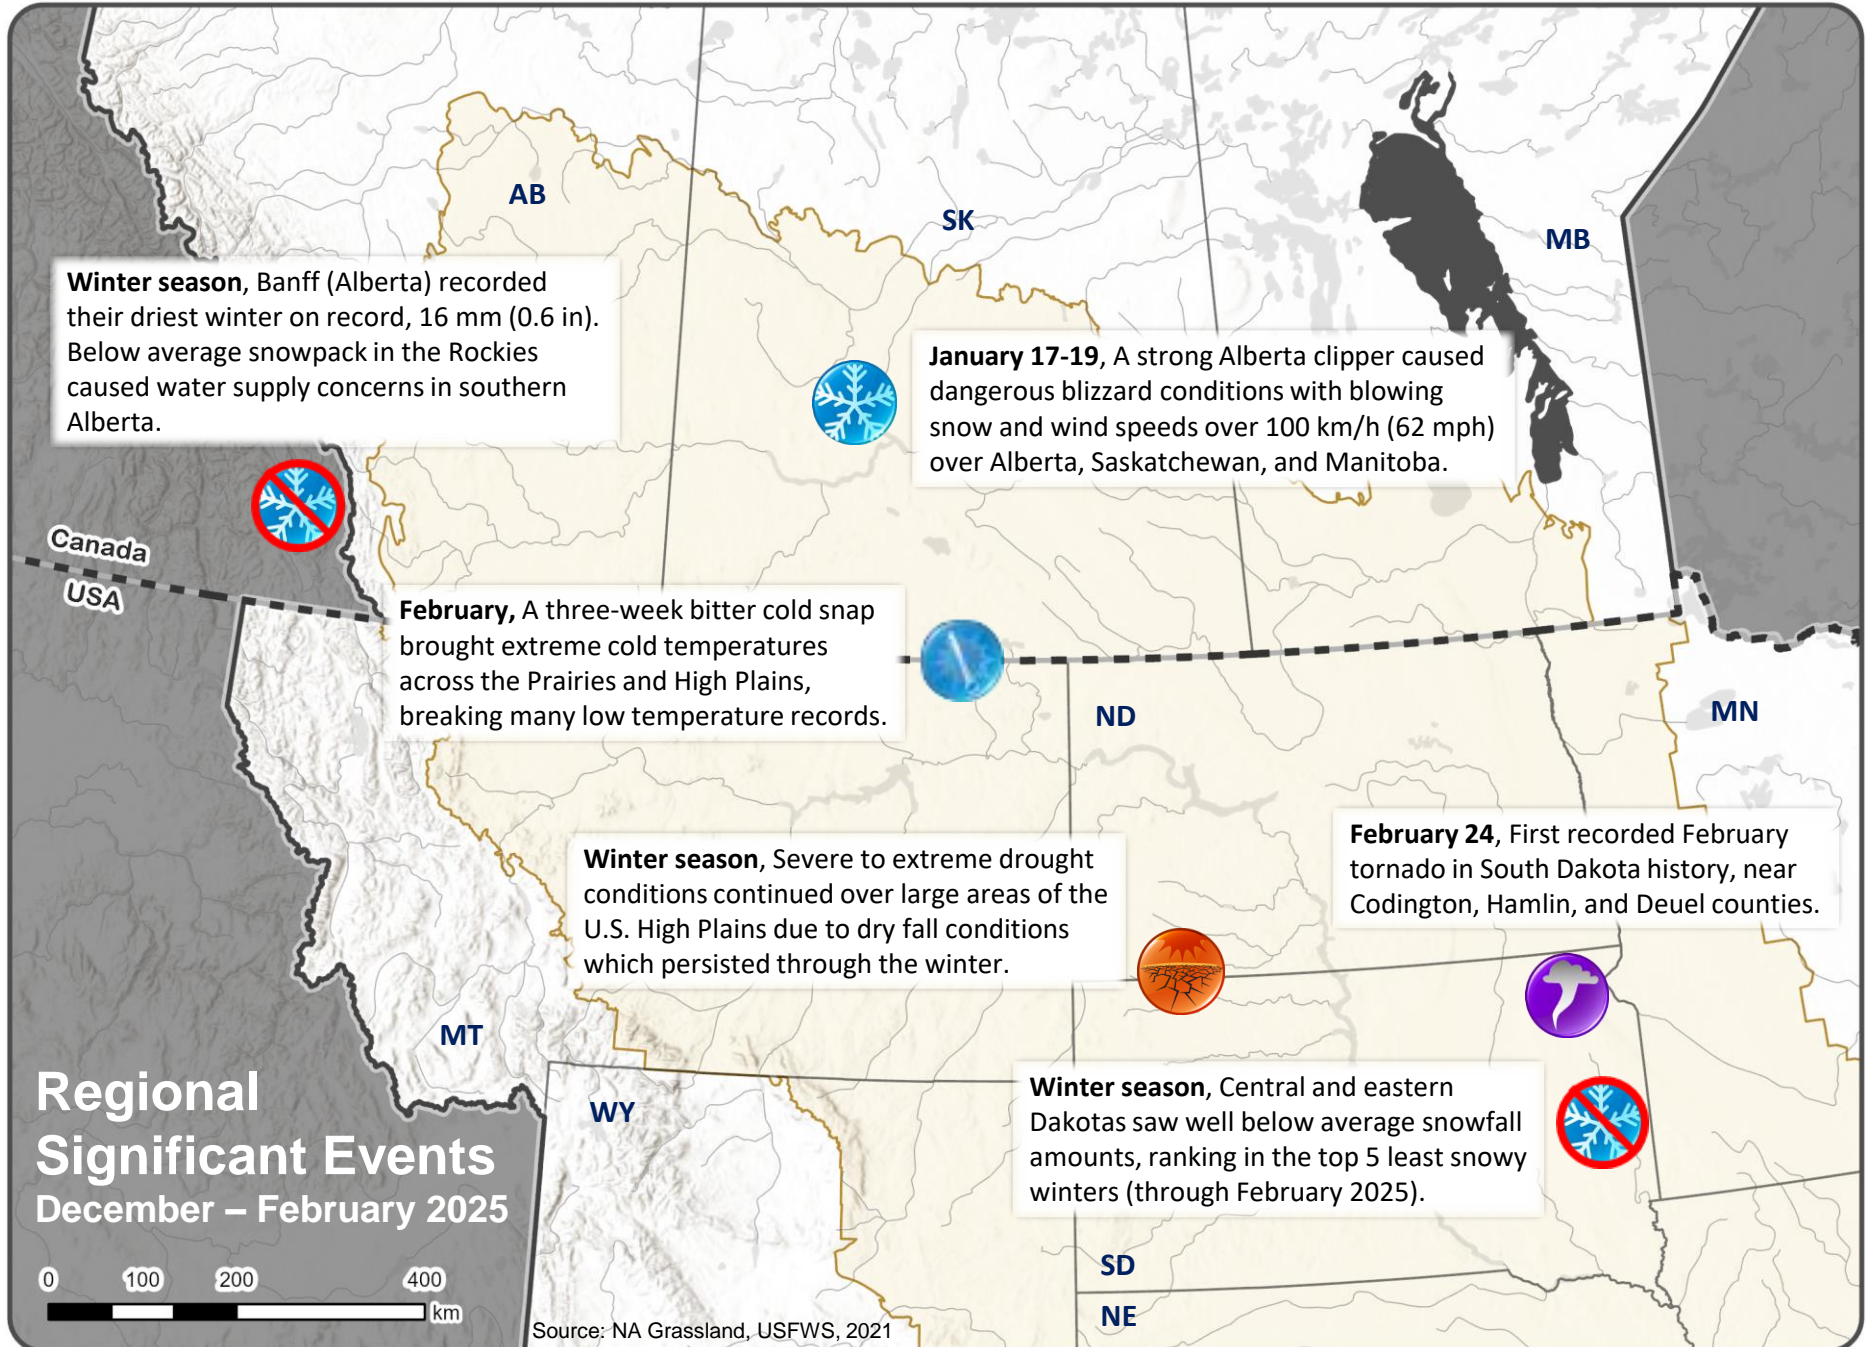 AB
SK
MB
Winter season, Banff (Alberta) recorded
their driest winter on record, 16 mm (0.6 in).
Below average snowpack in the Rockies
caused water supply concerns in southern
Alberta.
January 17-19, A strong Alberta clipper caused
dangerous blizzard conditions with blowing
snow and wind speeds over 100 km/h (62 mph)
over Alberta, Saskatchewan, and Manitoba.
Canada
USA
February, A three-week bitter cold snap
brought extreme cold temperatures
across the Prairies and High Plains,
breaking many low temperature records.
ND
MN
Winter season, Severe to extreme drought
conditions continued over large areas of the
U.S. High Plains due to dry fall conditions
which persisted through the winter.
February 24, First recorded February
tornado in South Dakota history, near
Codington, Hamlin, and Deuel counties.
MT
WY
Winter season, Central and eastern
Dakotas saw well below average snowfall
amounts, ranking in the top 5 least snowy
winters (through February 2025).
Regional
Significant Events
December – February 2025
SD
NE
0 100 200 400
km
Source: NA Grassland, USFWS, 2021